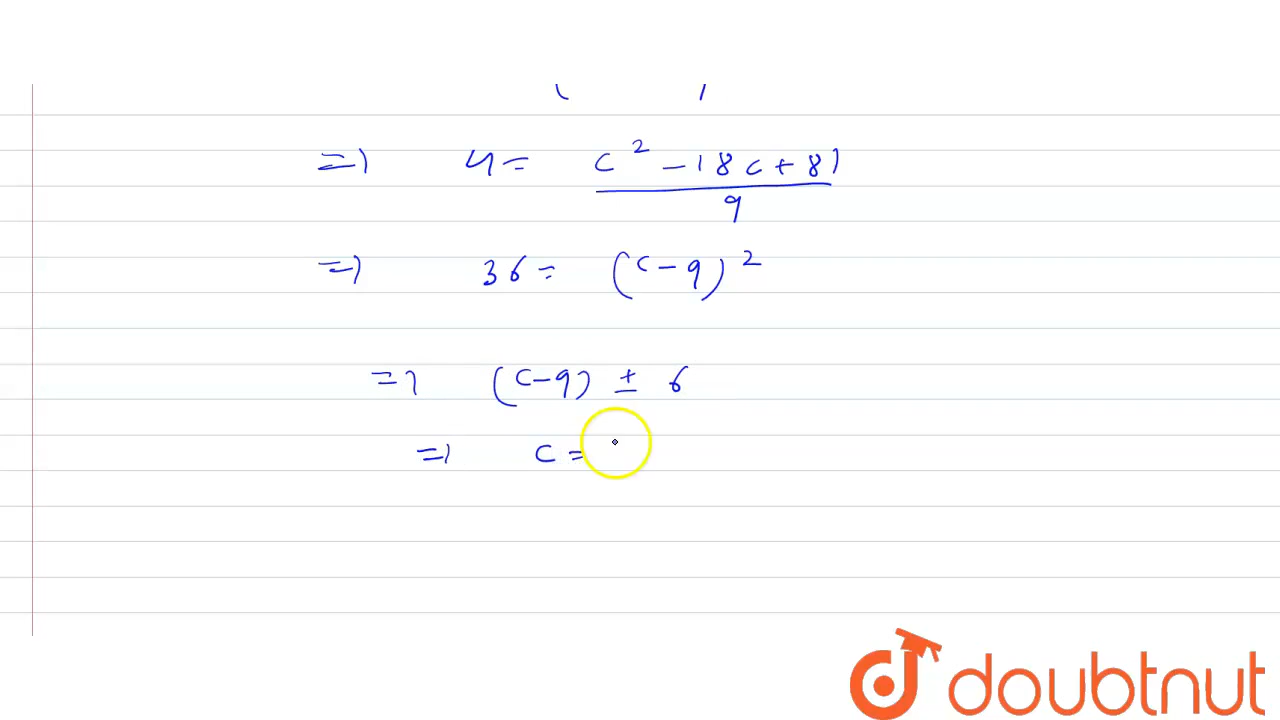 => 4 = c² - 18c + 81
9
=> 36 = (c - 9)²
=> (c - 9) ± 6
=> c =
doubtnut